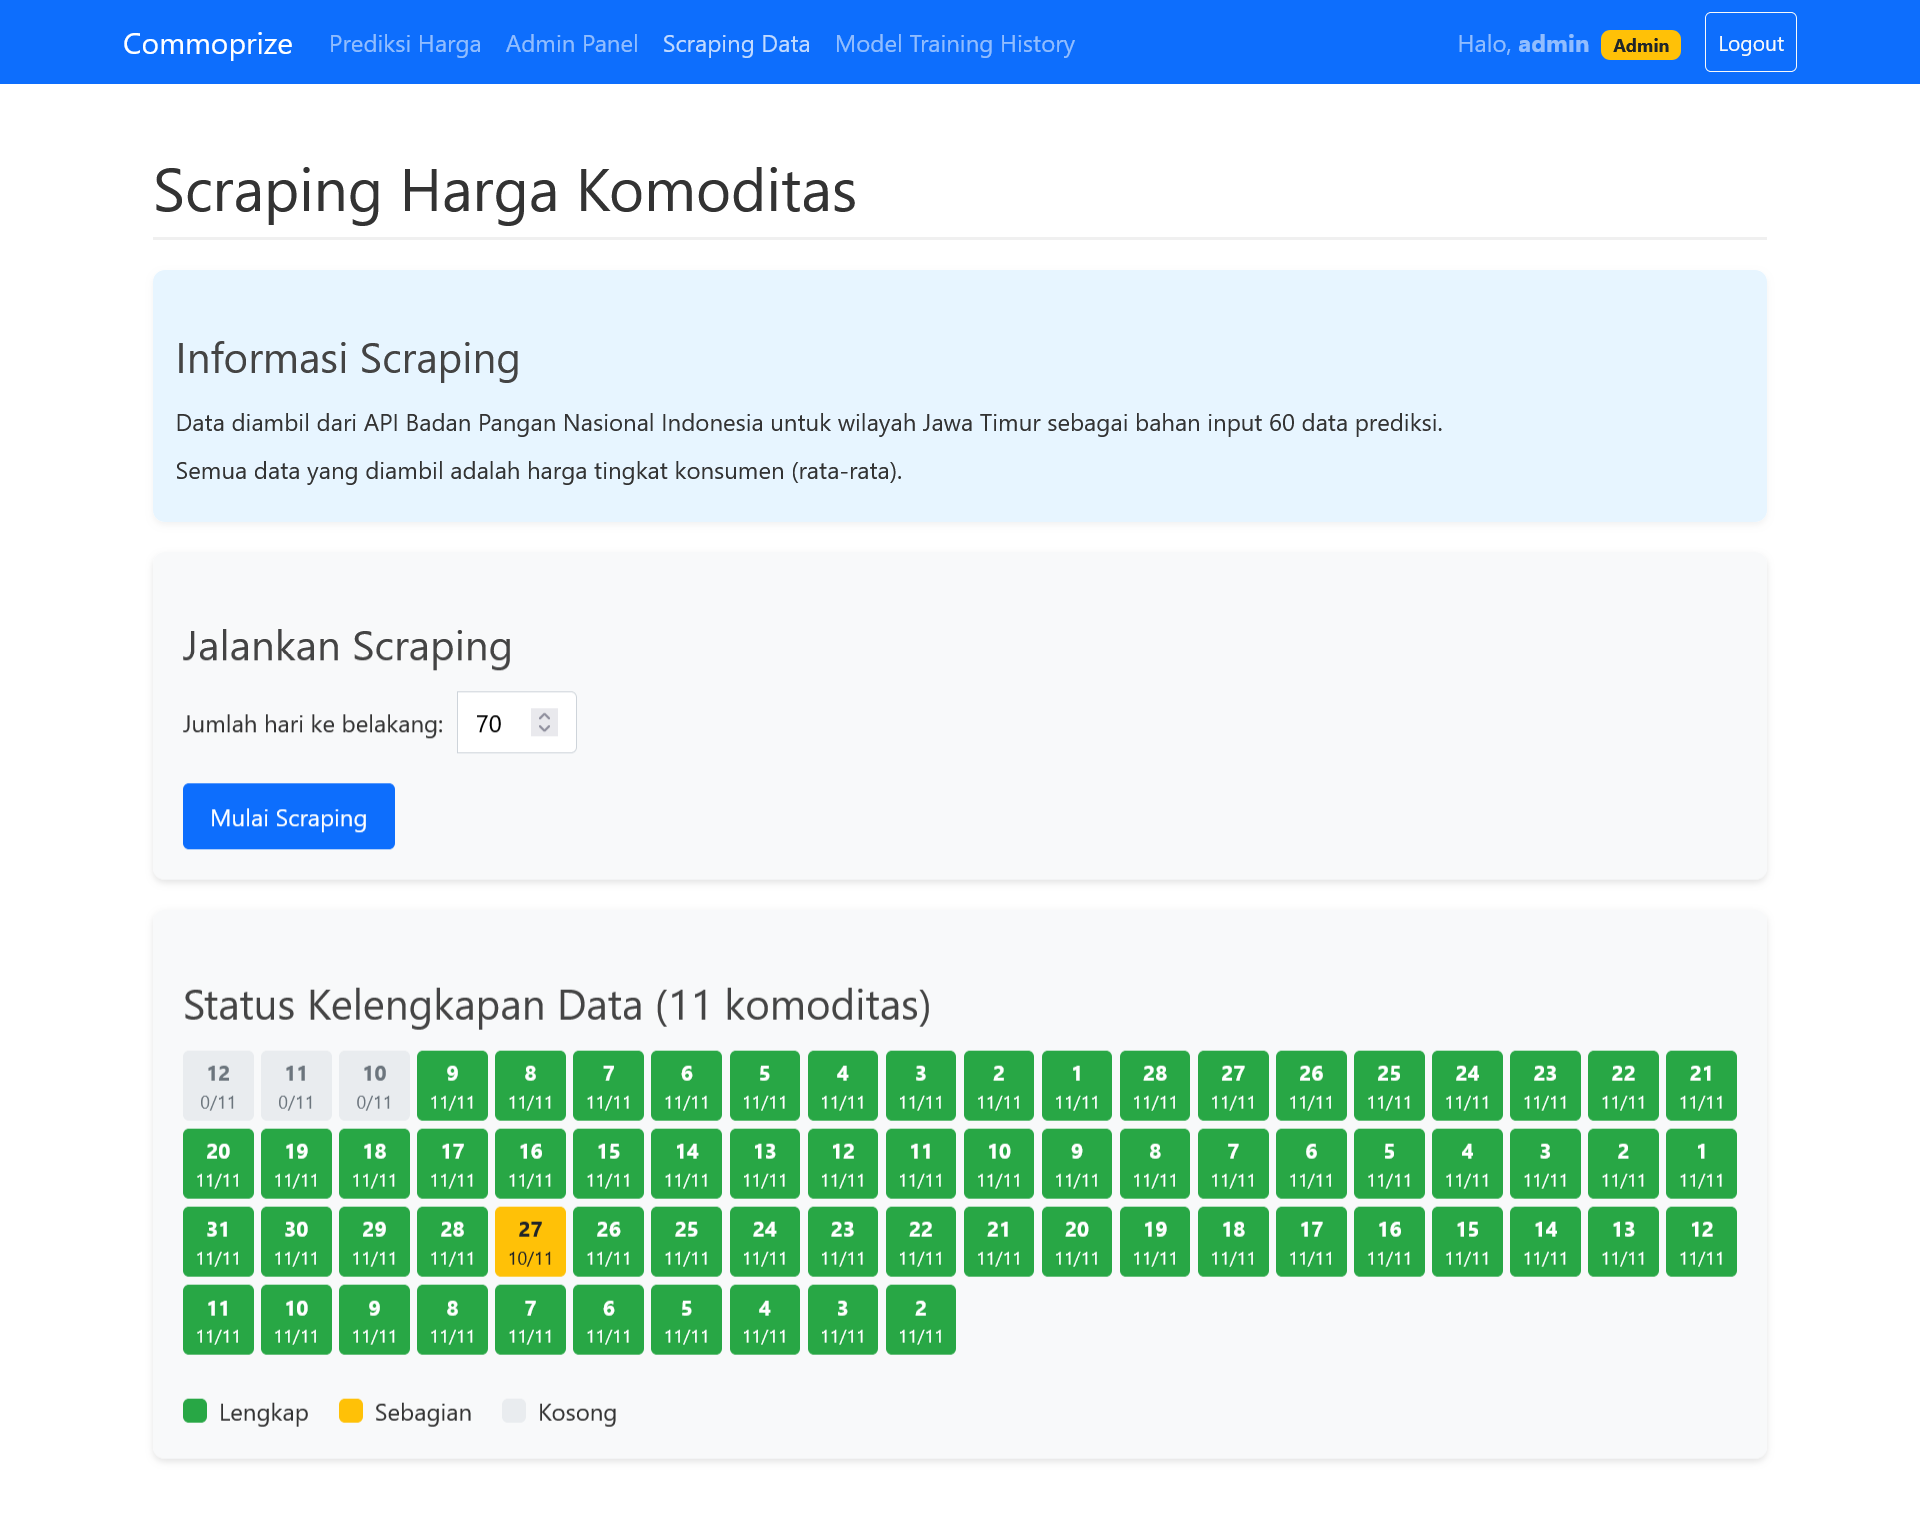 Commoprize Prediksi Harga Admin Panel Scraping Data Model Training History Halo, admin Admin Logout
Scraping Harga Komoditas
Informasi Scraping
Data diambil dari API Badan Pangan Nasional Indonesia untuk wilayah Jawa Timur sebagai bahan input 60 data prediksi.
Semua data yang diambil adalah harga tingkat konsumen (rata-rata).
Jalankan Scraping
Jumlah hari ke belakang: 70
Mulai Scraping
Status Kelengkapan Data (11 komoditas)
12 11 10 9 8 7 6 5 4 3 2 1 28 27 26 25 24 23 22 21
0/11 0/11 0/11 11/11 11/11 11/11 11/11 11/11 11/11 11/11 11/11 11/11 11/11 11/11 11/11 11/11 11/11 11/11 11/11 11/11
20 19 18 17 16 15 14 13 12 11 10 9 8 7 6 5 4 3 2 1
11/11 11/11 11/11 11/11 11/11 11/11 11/11 11/11 11/11 11/11 11/11 11/11 11/11 11/11 11/11 11/11 11/11 11/11 11/11 11/11
31 30 29 28 27 26 25 24 23 22 21 20 19 18 17 16 15 14 13 12
11/11 11/11 11/11 11/11 10/11 11/11 11/11 11/11 11/11 11/11 11/11 11/11 11/11 11/11 11/11 11/11 11/11 11/11 11/11 11/11
11 10 9 8 7 6 5 4 3 2
11/11 11/11 11/11 11/11 11/11 11/11 11/11 11/11 11/11 11/11
Lengkap Sebagian Kosong